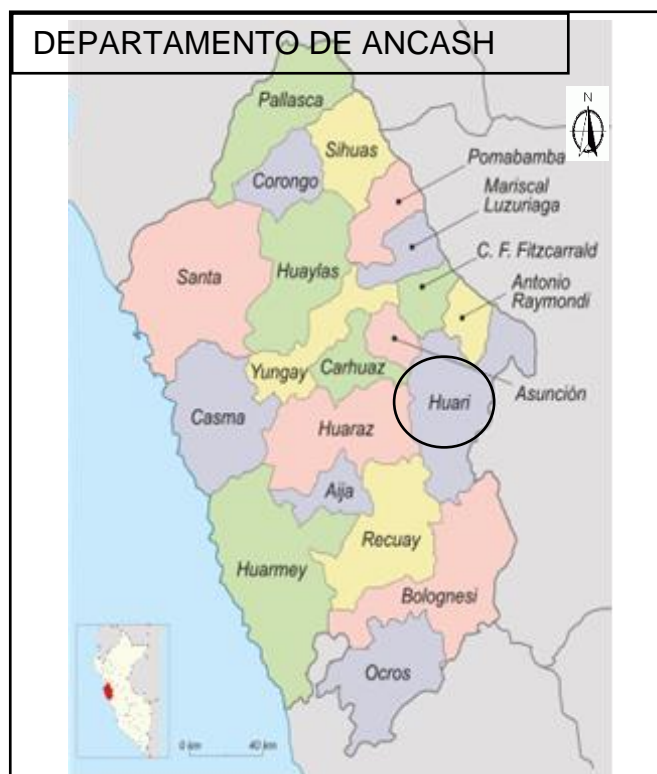 DEPARTAMENTO DE ANCASH
N
Pallasca
Sihuas
Pomabamba
Corongo
Mariscal
Luzuriaga
C. F. Fitzcarrald
Santa
Huaylas
Antonio
Raymondi
Yungay
Carhuaz
Asunción
Casma
Huari
Huaraz
Aija
Recuay
Huarmey
Bolognesi
Ocros
0 km 40 km